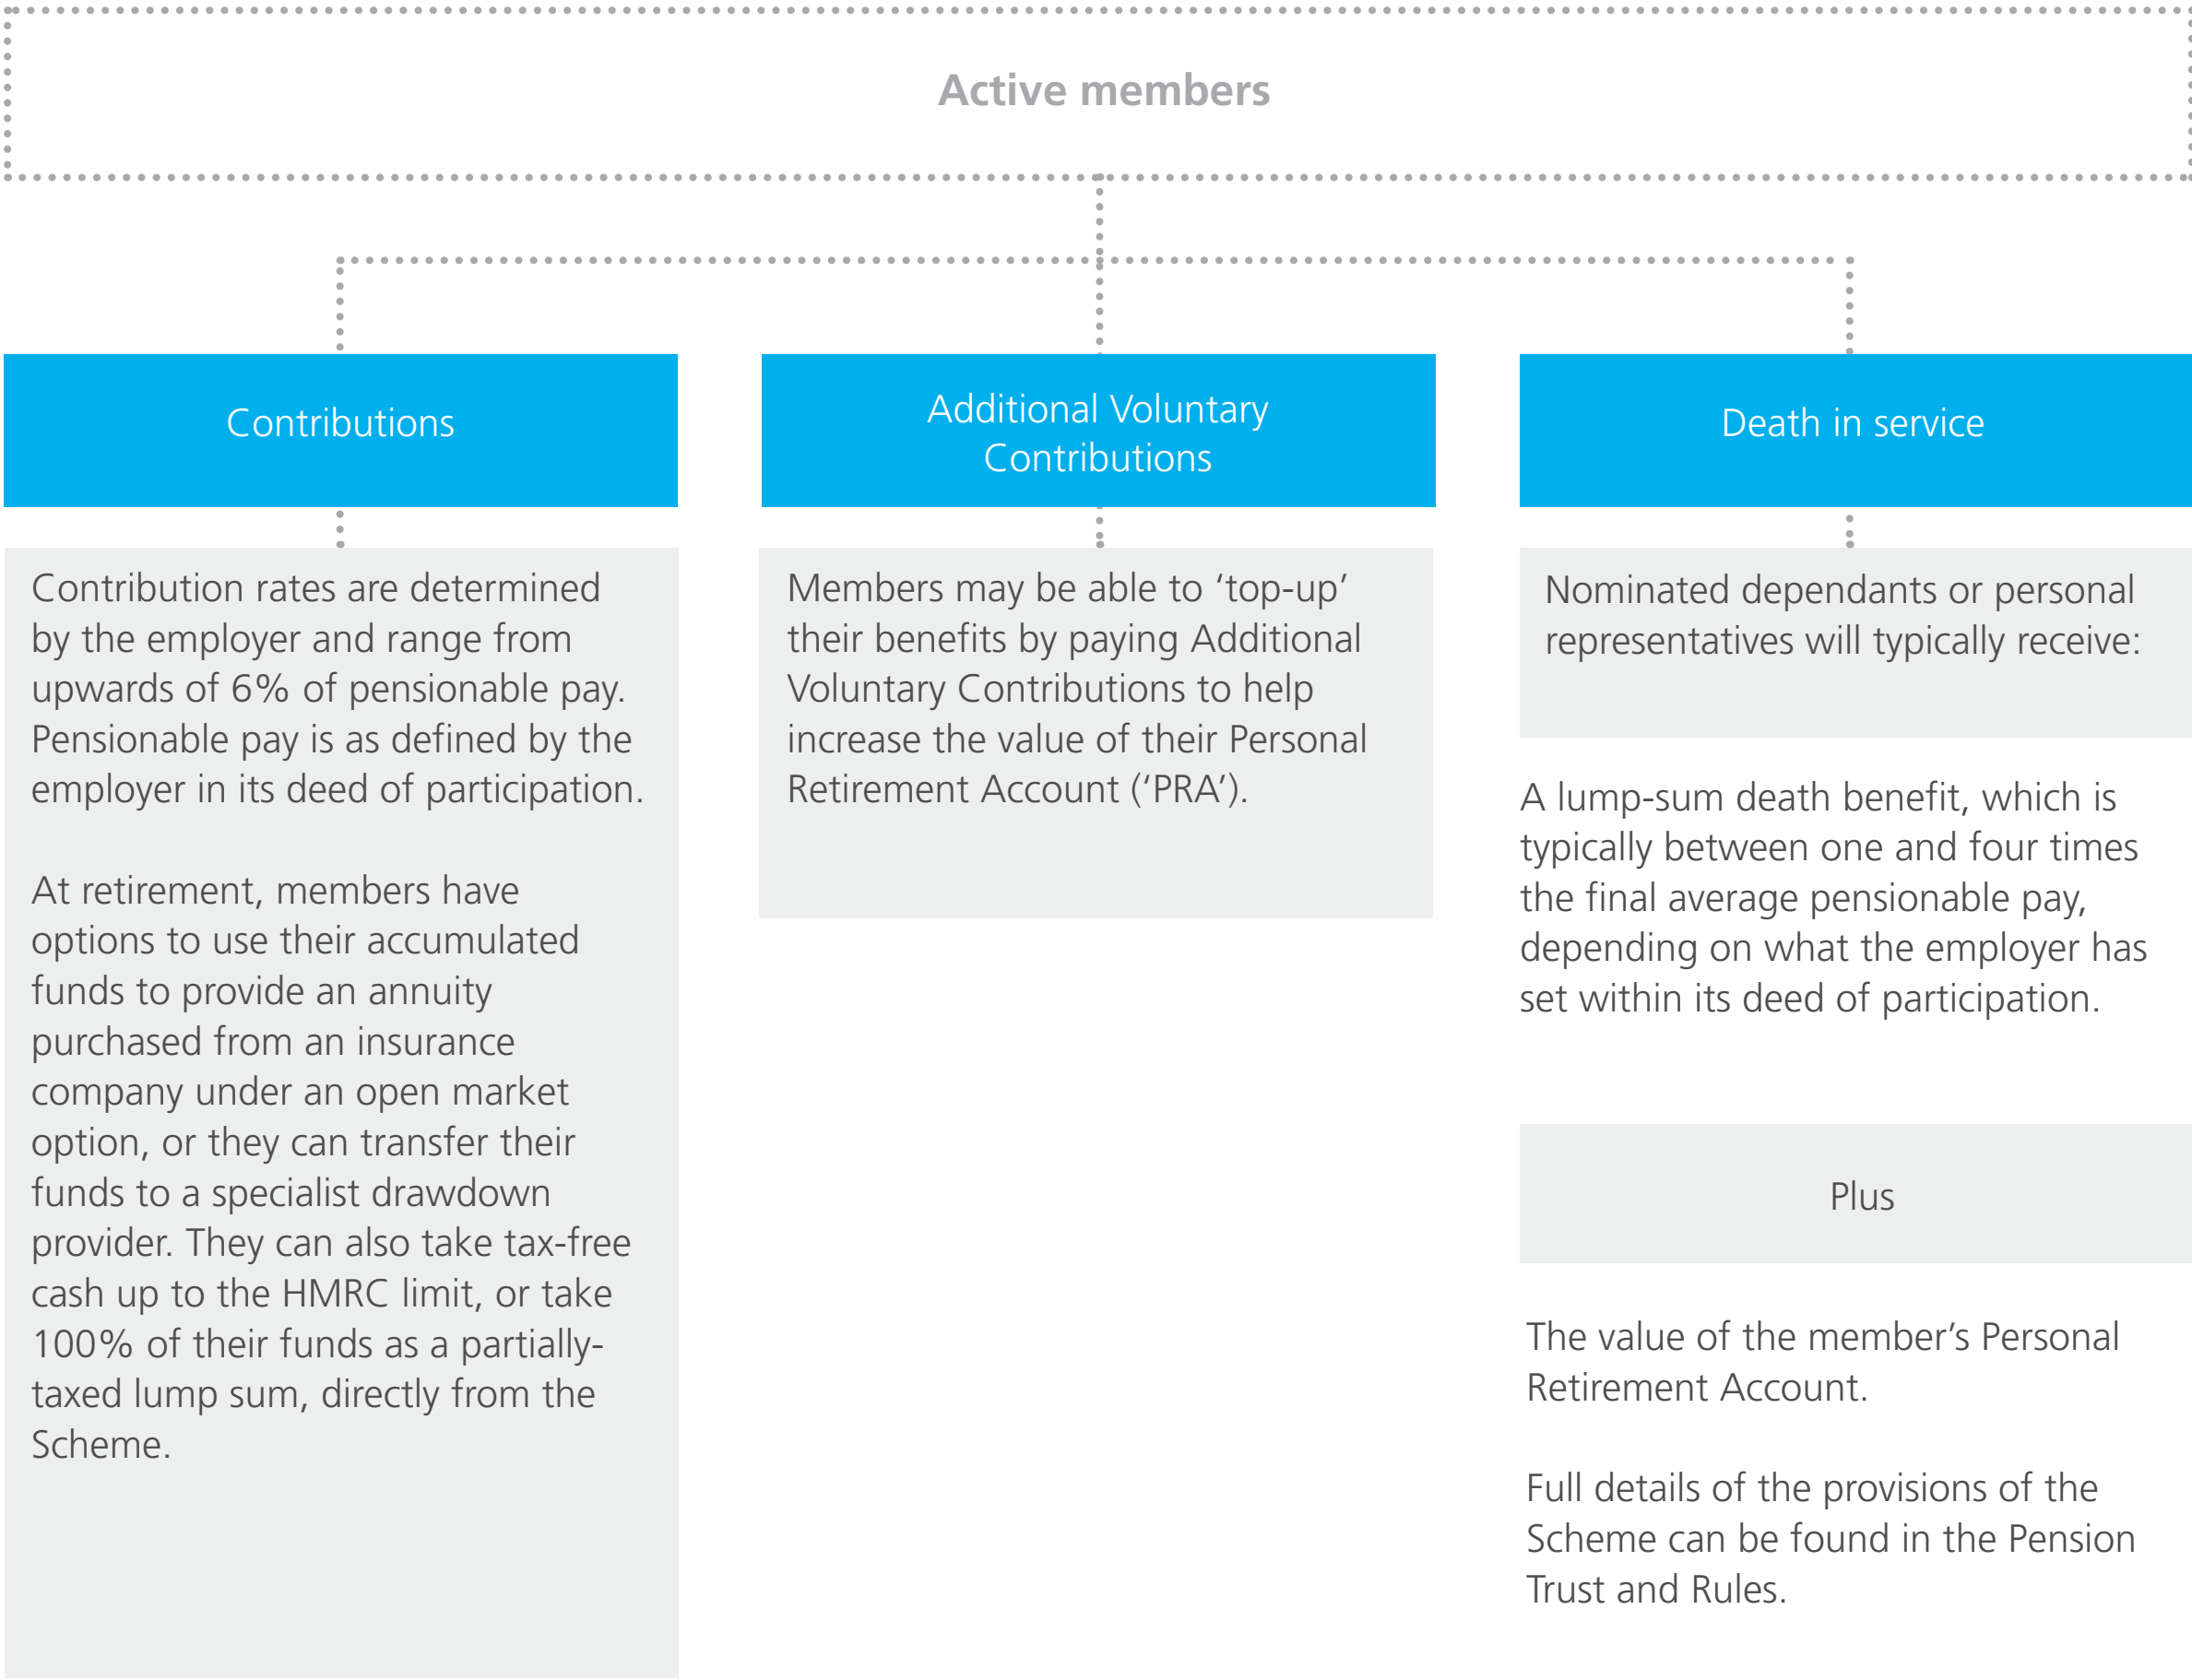 Active members
Contributions
Contribution rates are determined
by the employer and range from
upwards of 6% of pensionable pay.
Pensionable pay is as defined by the
employer in its deed of participation.
At retirement, members have
options to use their accumulated
funds to provide an annuity
purchased from an insurance
company under an open market
option, or they can transfer their
funds to a specialist drawdown
provider. They can also take tax-free
cash up to the HMRC limit, or take
100% of their funds as a partially-
taxed lump sum, directly from the
Scheme.
Additional Voluntary
Contributions
Members may be able to ‘top-up’
their benefits by paying Additional
Voluntary Contributions to help
increase the value of their Personal
Retirement Account (‘PRA’).
Death in service
Nominated dependants or personal
representatives will typically receive:
A lump-sum death benefit, which is
typically between one and four times
the final average pensionable pay,
depending on what the employer has
set within its deed of participation.
Plus
The value of the member’s Personal
Retirement Account.
Full details of the provisions of the
Scheme can be found in the Pension
Trust and Rules.